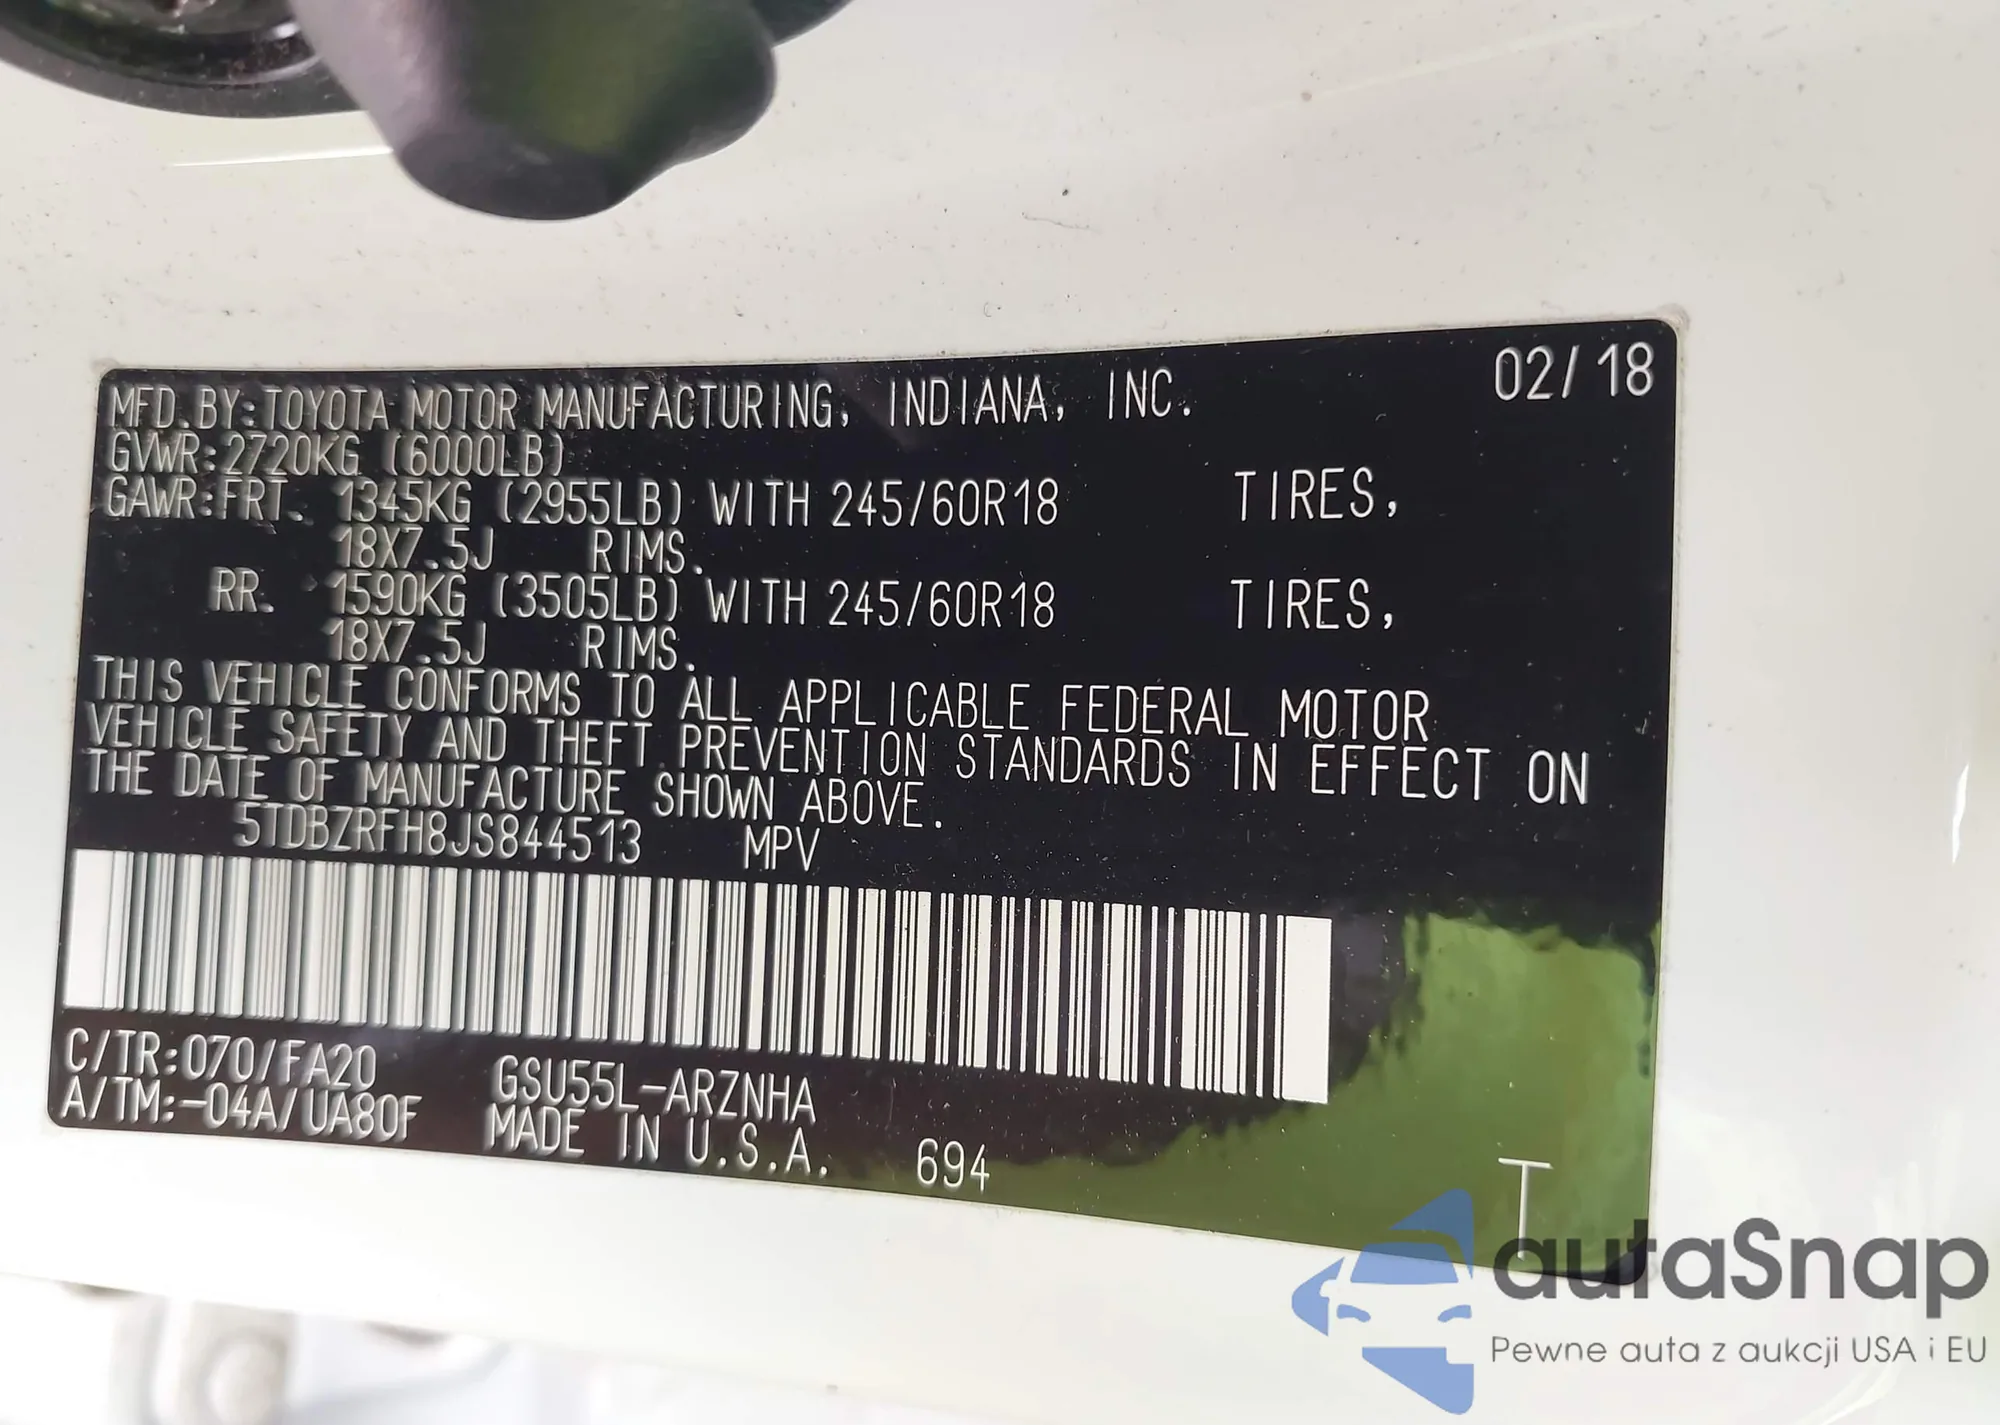 02/18
MFD.BY:TOYOTA MOTOR MANUFACTURING, INDIANA, INC.
GVWR:2720KG (6000LB)
GAWR:FRT. 1345KG (2955LB) WITH 245/60R18 TIRES,
18X7.5J RIMS.
RR. 1590KG (3505LB) WITH 245/60R18 TIRES,
18X7.5J RIMS.
THIS VEHICLE CONFORMS TO ALL APPLICABLE FEDERAL MOTOR
VEHICLE SAFETY AND THEFT PREVENTION STANDARDS IN EFFECT ON
THE DATE OF MANUFACTURE SHOWN ABOVE.
5TDBZRFH8JS844513 MPV
C/TR:070/FA20 GSU55L-ARZNHA
A/TM:-04A/UA80F MADE IN U.S.A. 694
T
autaSnap
Pewne auta z aukcji USA i EU